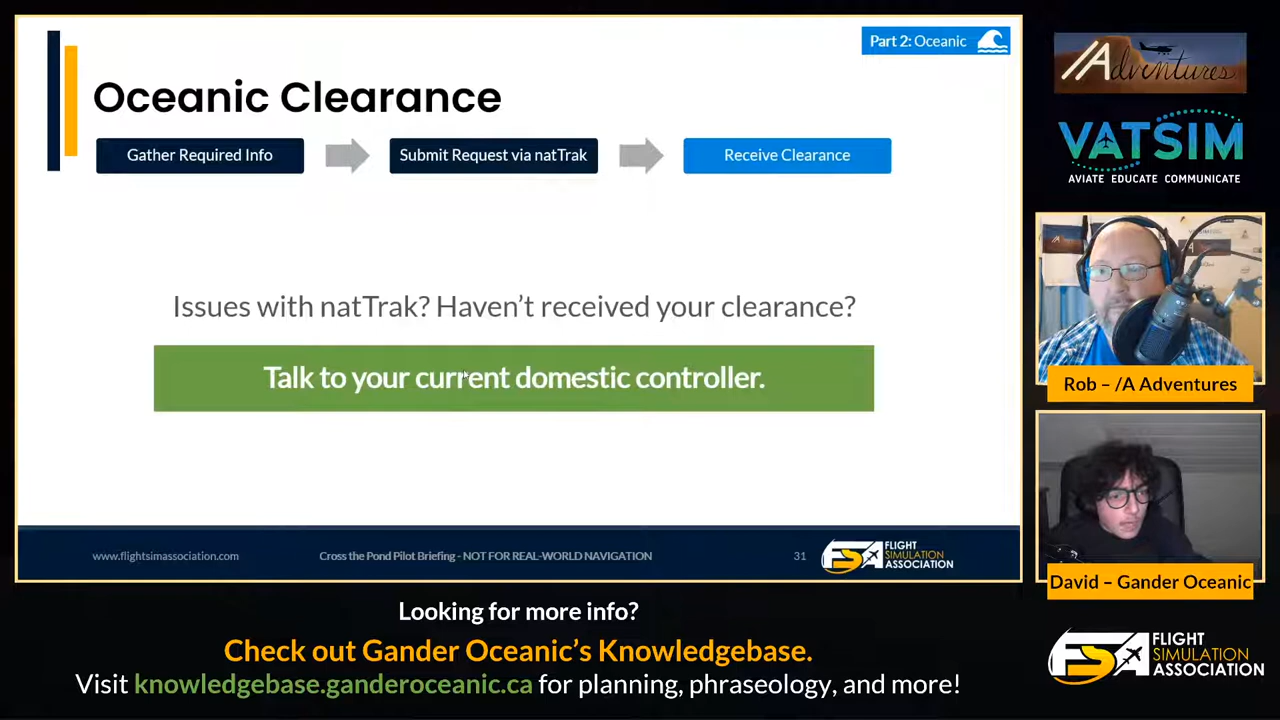 Part 2: Oceanic
Oceanic Clearance
Gather Required Info
Submit Request via natTrak
Receive Clearance
Issues with natTrak? Haven't received your clearance?
Talk to your current domestic controller.
www.flightsimassociation.com
Cross the Pond Pilot Briefing - NOT FOR REAL-WORLD NAVIGATION
31
FSA
FLIGHT
SIMULATION
ASSOCIATION
/Adventures
VATSIM
AVIATE EDUCATE COMMUNICATE
Rob – /A Adventures
David – Gander Oceanic
Looking for more info?
Check out Gander Oceanic's Knowledgebase.
Visit knowledgebase.ganderoceanic.ca for planning, phraseology, and more!
FSA
FLIGHT
SIMULATION
ASSOCIATION